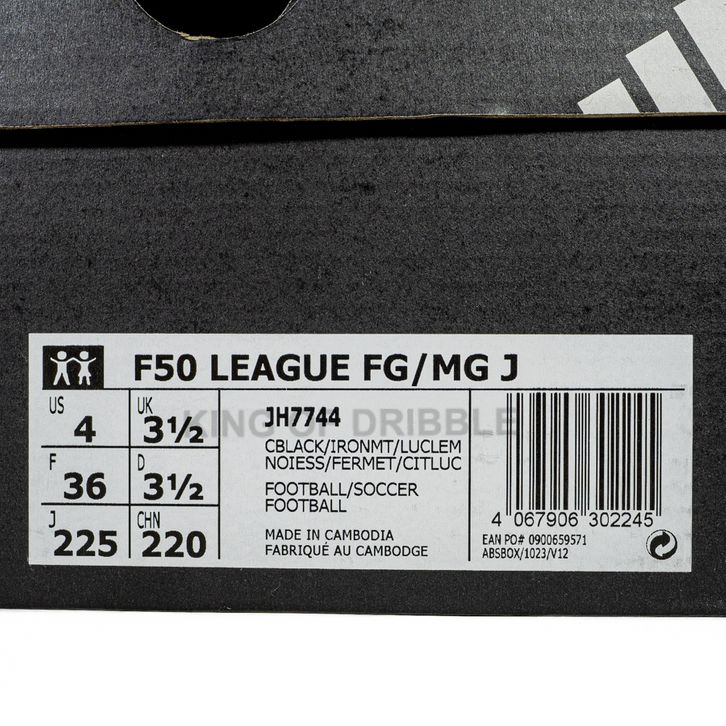 F50 LEAGUE FG/MG J
US 4 UK 3½
F 36 D 3½
J 225 CHN 220
JH7744
KING OF DRIBBLE
CBLACK/IRONMT/LUCLEM
NOIESS/FERMET/CITLUC
FOOTBALL/SOCCER
FOOTBALL
MADE IN CAMBODIA
FABRIQUÉ AU CAMBODGE
4 067906 302245
EAN PO# 0900659571
ABSBOX/1023/V12